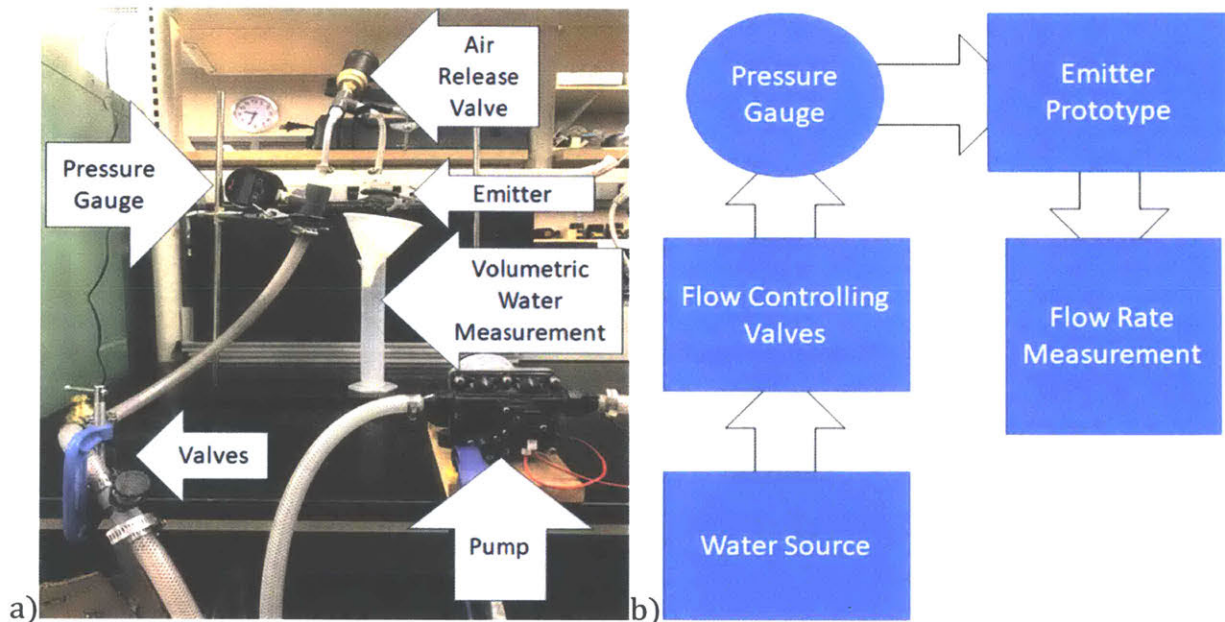 Air
Release
Valve
Pressure
Gauge
Emitter
Volumetric
Water
Measurement
Valves
Pump
a)
Pressure
Gauge
Emitter
Prototype
Flow Controlling
Valves
Flow Rate
Measurement
Water Source
b)